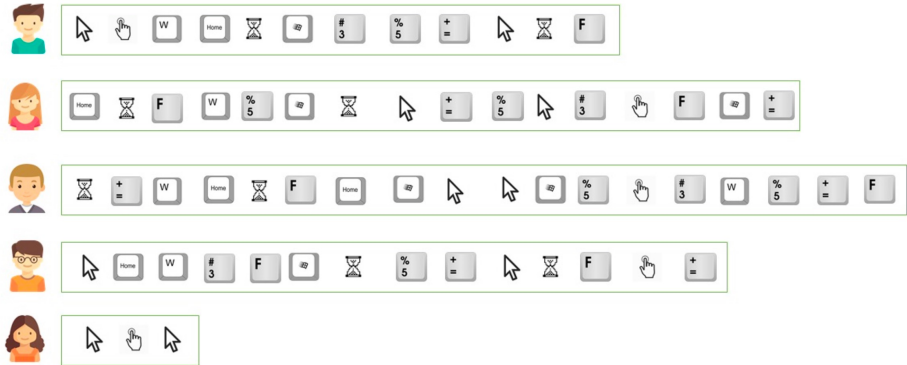 W Home # 3 % 5 + = F
Home F W % 5 + = % 5 # 3 F + =
+ = W Home F Home % 5 # 3 W % 5 + = F
Home W # 3 F % 5 + = F + =